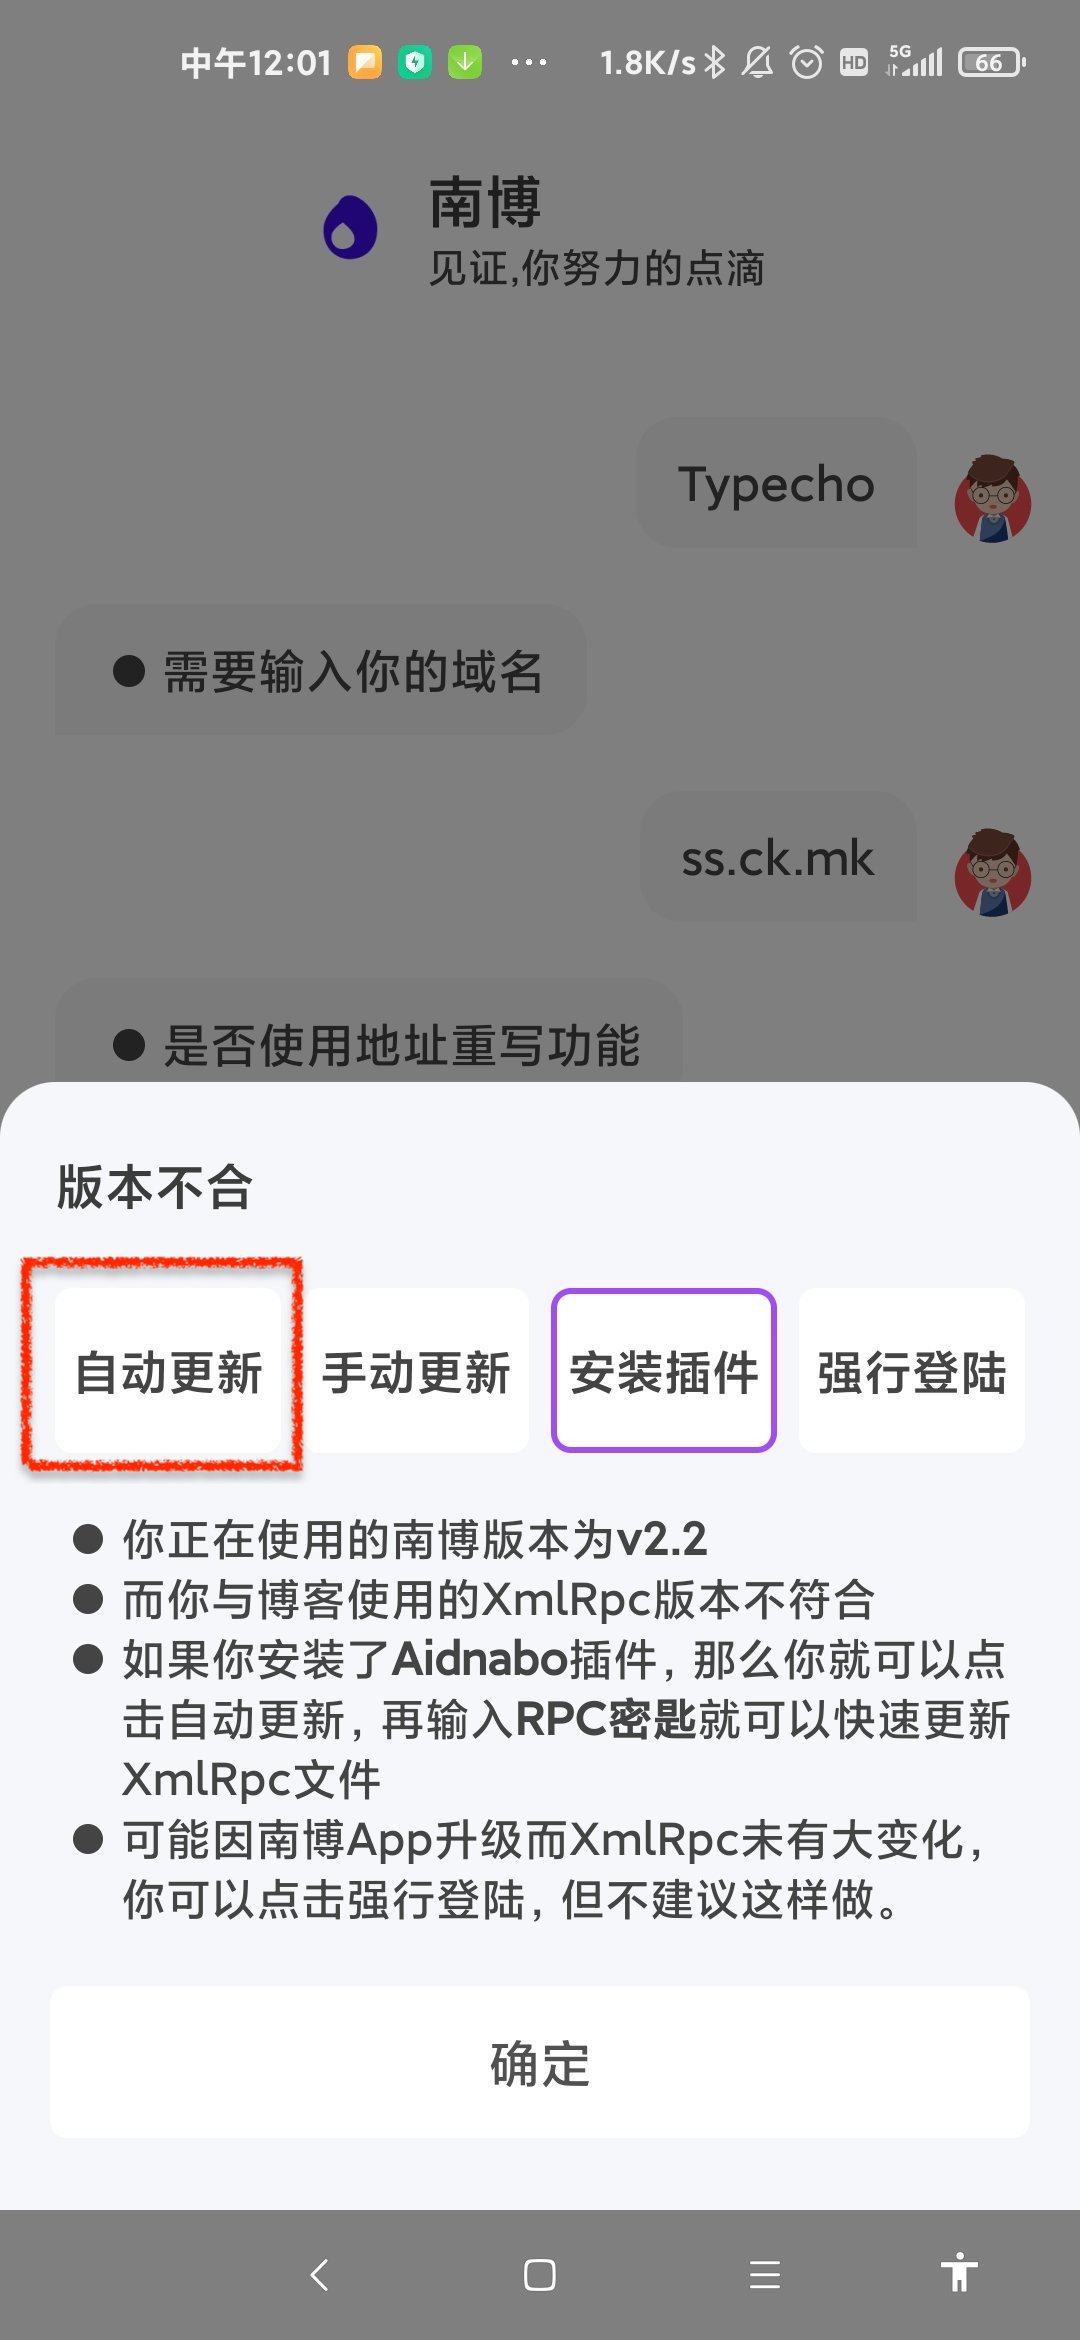 中午12:01 ··· 1.8K/s HD 5G 66
南博
见证,你努力的点滴
Typecho
● 需要输入你的域名
ss.ck.mk
● 是否使用地址重写功能
版本不合
自动更新 手动更新 安装插件 强行登陆
● 你正在使用的南博版本为v2.2
● 而你与博客使用的XmlRpc版本不符合
● 如果你安装了Aidnabo插件，那么你就可以点
击自动更新，再输入RPC密匙就可以快速更新
XmlRpc文件
● 可能因南博App升级而XmlRpc未有大变化，
你可以点击强行登陆，但不建议这样做。
确定